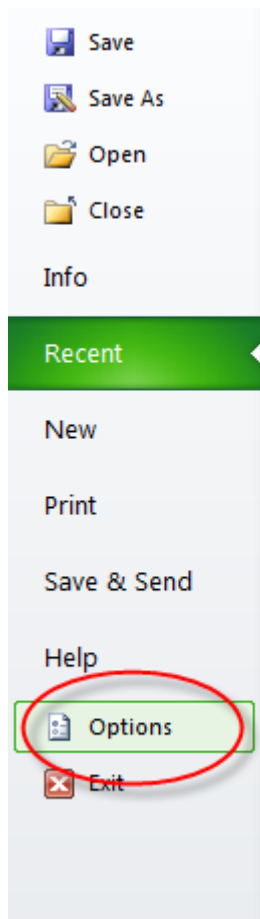 Save
Save As
Open
Close
Info
Recent
New
Print
Save & Send
Help
Options
Exit